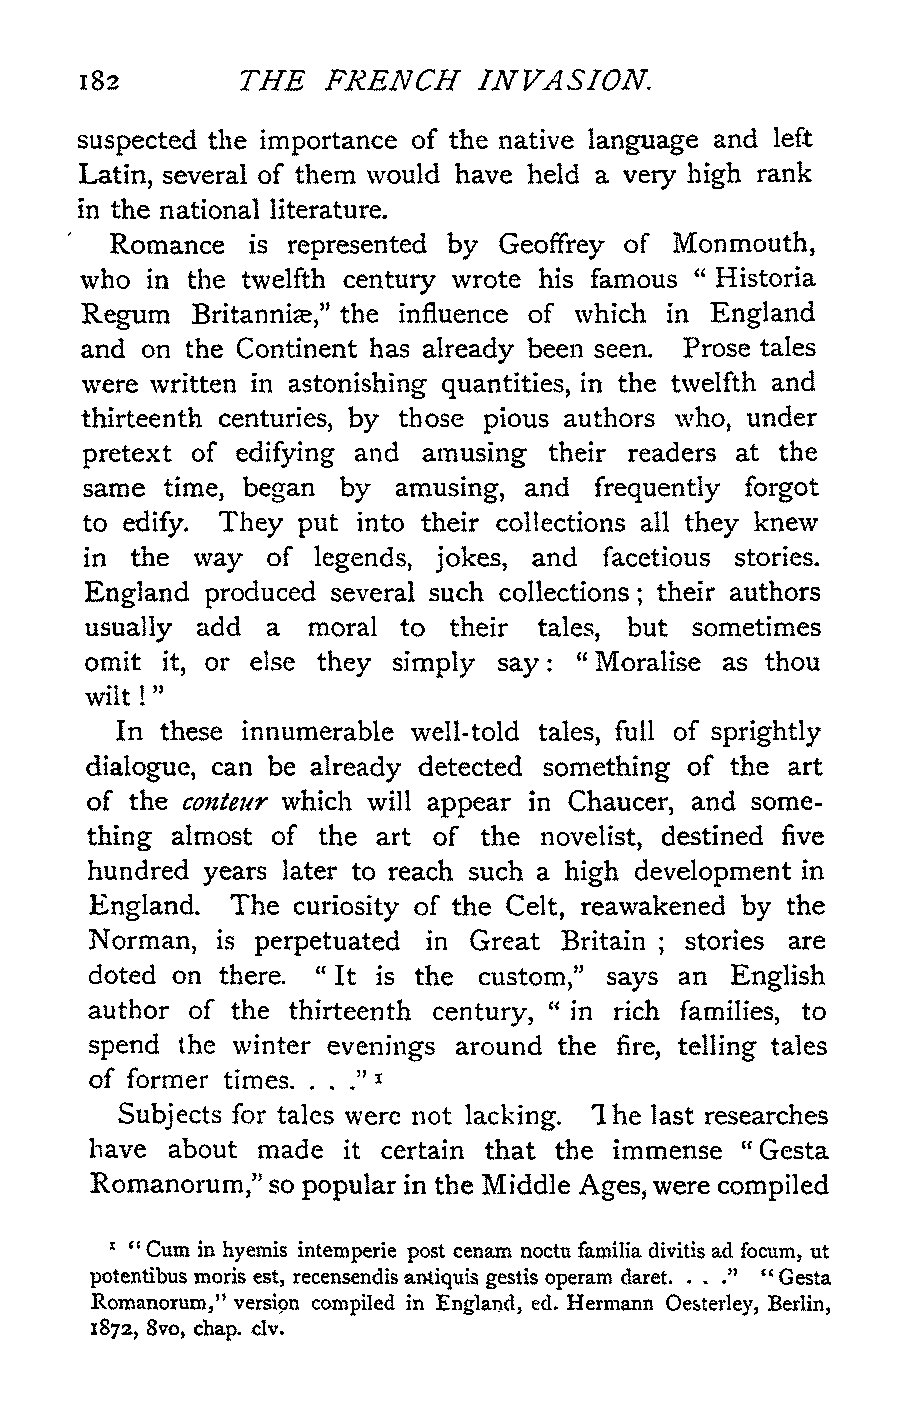 182 THE FRENCH INVASION.
suspected the importance of the native language and left
Latin, several of them would have held a very high rank
in the national literature.
Romance is represented by Geoffrey of Monmouth,
who in the twelfth century wrote his famous “ Historia
Regum Britanniæ,” the influence of which in England
and on the Continent has already been seen. Prose tales
were written in astonishing quantities, in the twelfth and
thirteenth centuries, by those pious authors who, under
pretext of edifying and amusing their readers at the
same time, began by amusing, and frequently forgot
to edify. They put into their collections all they knew
in the way of legends, jokes, and facetious stories.
England produced several such collections ; their authors
usually add a moral to their tales, but sometimes
omit it, or else they simply say : “ Moralise as thou
wilt ! ”
In these innumerable well-told tales, full of sprightly
dialogue, can be already detected something of the art
of the conteur which will appear in Chaucer, and some-
thing almost of the art of the novelist, destined five
hundred years later to reach such a high development in
England. The curiosity of the Celt, reawakened by the
Norman, is perpetuated in Great Britain ; stories are
doted on there. “ It is the custom,” says an English
author of the thirteenth century, “ in rich families, to
spend the winter evenings around the fire, telling tales
of former times. . . .” 1
Subjects for tales were not lacking. The last researches
have about made it certain that the immense “ Gesta
Romanorum,” so popular in the Middle Ages, were compiled
1 “ Cum in hyemis intemperie post cenam noctu familia divitis ad focum, ut
potentibus moris est, recensendis antiquis gestis operam daret. . . .” “ Gesta
Romanorum,” version compiled in England, ed. Hermann Oesterley, Berlin,
1872, 8vo, chap. clv.